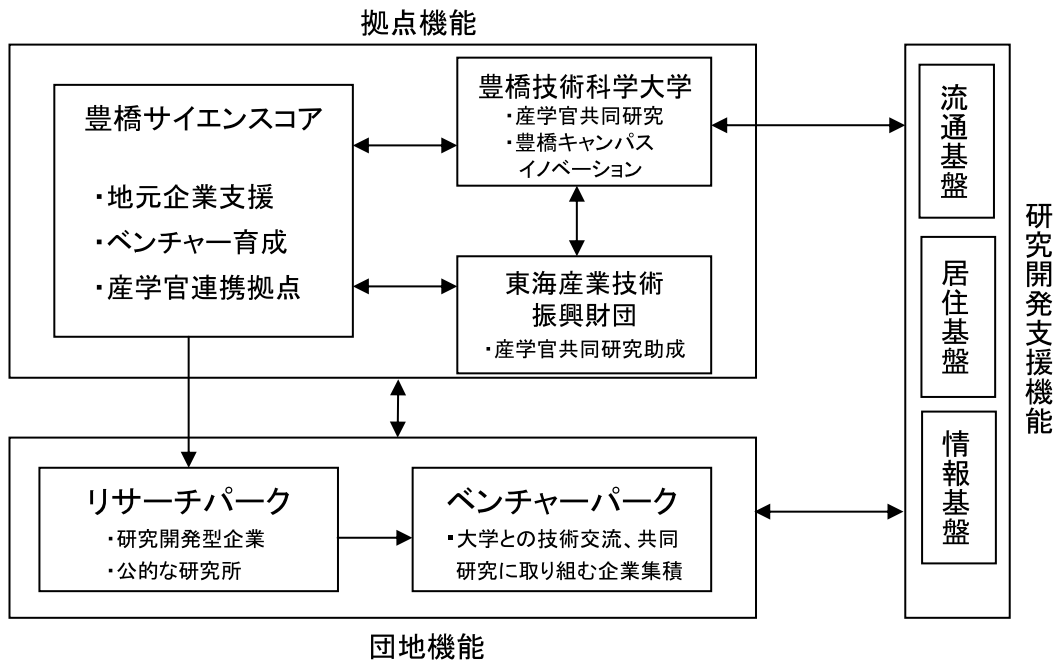 拠点機能
豊橋サイエンスコア
・地元企業支援
・ベンチャー育成
・産学官連携拠点
豊橋技術科学大学
・産学官共同研究
・豊橋キャンパス
イノベーション
東海産業技術
振興財団
・産学官共同研究助成
リサーチパーク
・研究開発型企業
・公的な研究所
ベンチャーパーク
・大学との技術交流、共同
研究に取り組む企業集積
団地機能
流通基盤
居住基盤
情報基盤
研究開発支援機能